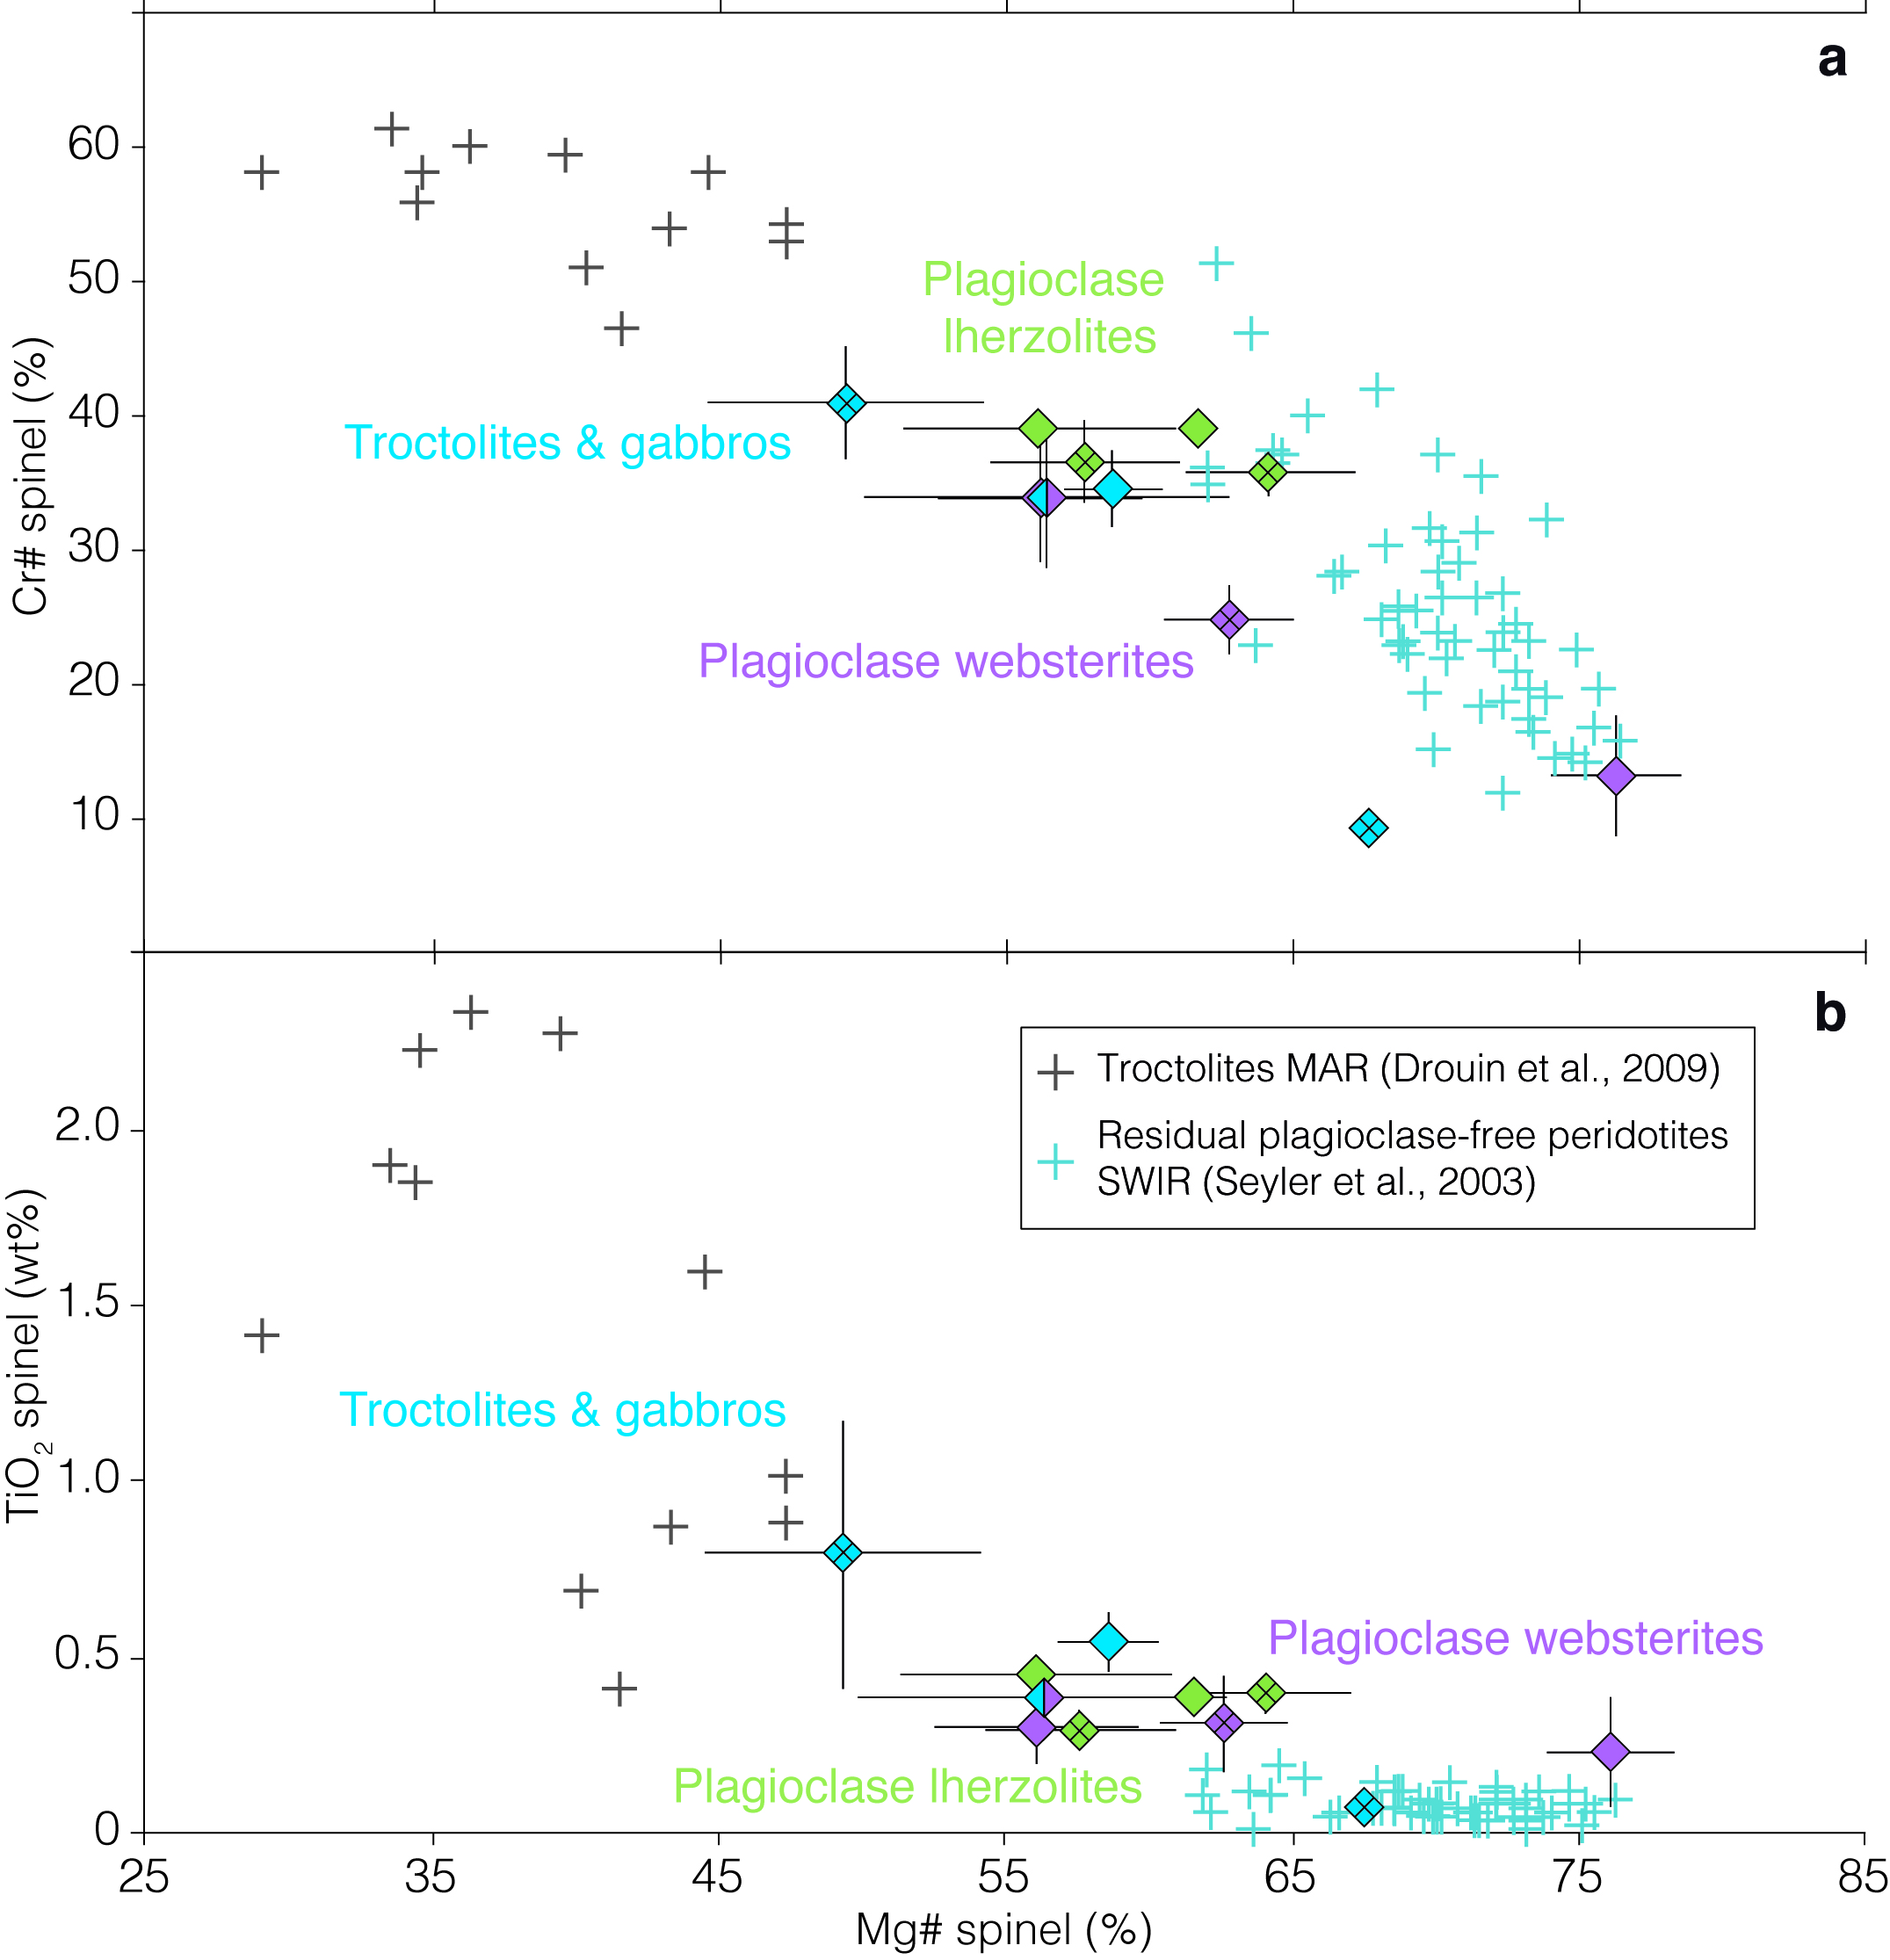 a
60
50
40
30
20
10
Cr# spinel (%)
Plagioclase
lherzolites
Troctolites & gabbros
Plagioclase websterites
b
Troctolites MAR (Drouin et al., 2009)
Residual plagioclase-free peridotites
SWIR (Seyler et al., 2003)
2.0
1.5
1.0
0.5
0
TiO2 spinel (wt%)
Troctolites & gabbros
Plagioclase websterites
Plagioclase lherzolites
25 35 45 55 65 75 85
Mg# spinel (%)